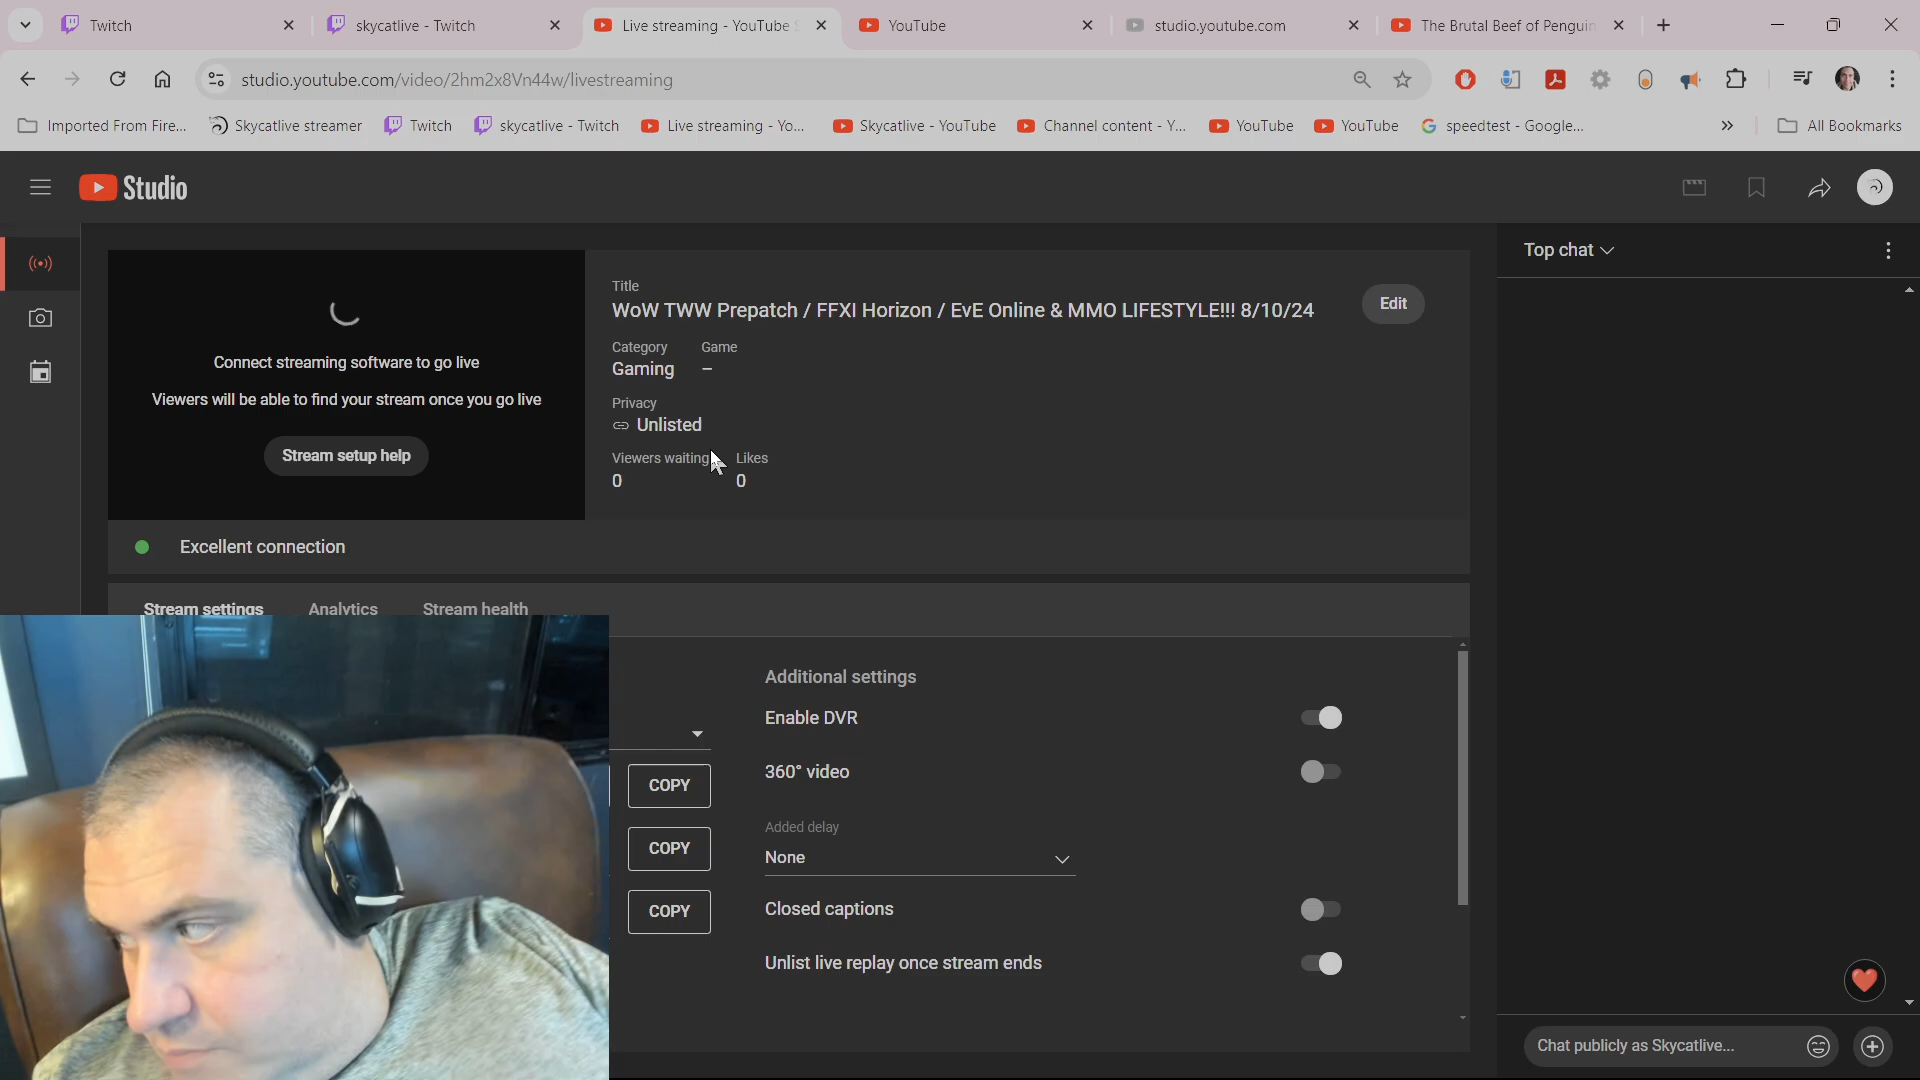 Twitch
skycatlive - Twitch
Live streaming - YouTube S
YouTube
studio.youtube.com
The Brutal Beef of Penguin
studio.youtube.com/video/2hm2x8Vn44w/livestreaming
Imported From Fire...
Skycatlive streamer
Twitch
skycatlive - Twitch
Live streaming - Yo...
Skycatlive - YouTube
Channel content - Y...
YouTube
YouTube
speedtest - Google...
All Bookmarks
Studio
Connect streaming software to go live
Viewers will be able to find your stream once you go live
Stream setup help
Title
WoW TWW Prepatch / FFXI Horizon / EvE Online & MMO LIFESTYLE!!! 8/10/24
Edit
Category
Game
Gaming
–
Privacy
Unlisted
Viewers waiting
Likes
0
0
Top chat
Excellent connection
Stream settings
Analytics
Stream health
COPY
COPY
COPY
Additional settings
Enable DVR
360° video
Added delay
None
Closed captions
Unlist live replay once stream ends
Chat publicly as Skycatlive...